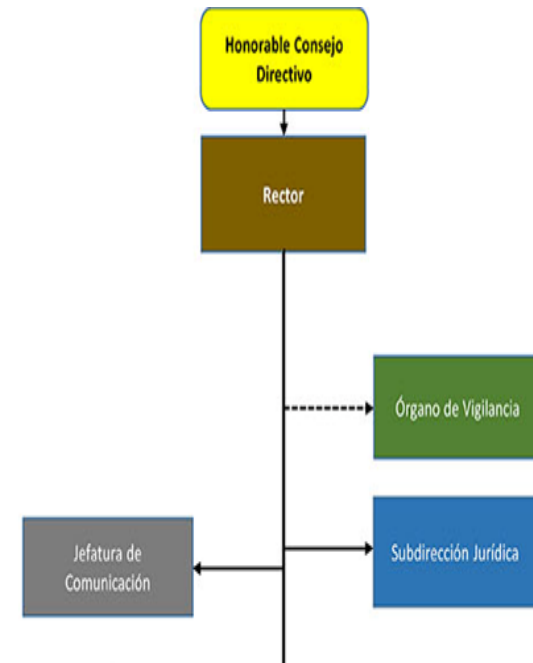 Honorable Consejo
Directivo
Rector
Órgano de Vigilancia
Subdirección Jurídica
Jefatura de
Comunicación